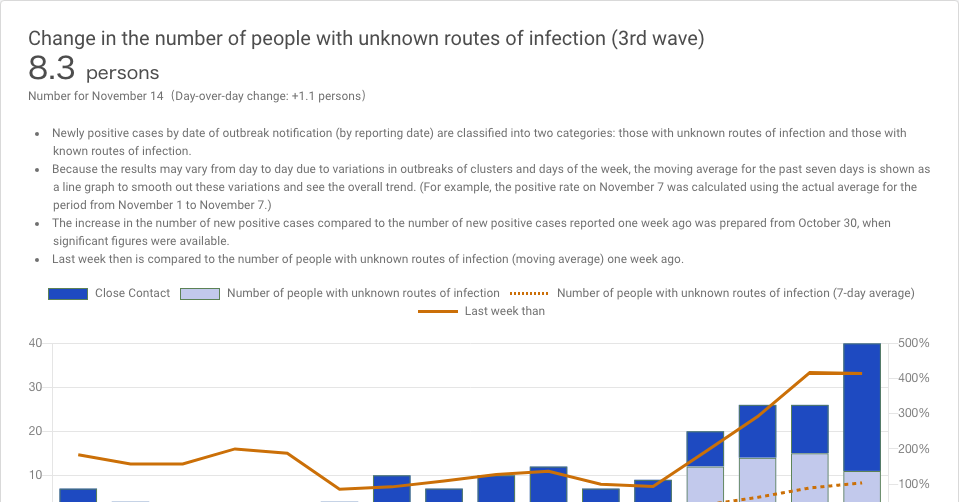 Change in the number of people with unknown routes of infection (3rd wave)
8.3 persons
Number for November 14 (Day-over-day change: +1.1 persons)
• Newly positive cases by date of outbreak notification (by reporting date) are classified into two categories: those with unknown routes of infection and those with
known routes of infection.
• Because the results may vary from day to day due to variations in outbreaks of clusters and days of the week, the moving average for the past seven days is shown as
a line graph to smooth out these variations and see the overall trend. (For example, the positive rate on November 7 was calculated using the actual average for the
period from November 1 to November 7.)
• The increase in the number of new positive cases compared to the number of new positive cases reported one week ago was prepared from October 30, when
significant figures were available.
• Last week then is compared to the number of people with unknown routes of infection (moving average) one week ago.
Close Contact Number of people with unknown routes of infection Number of people with unknown routes of infection (7-day average)
Last week than
40 500%
400%
30
300%
20
200%
10
100%